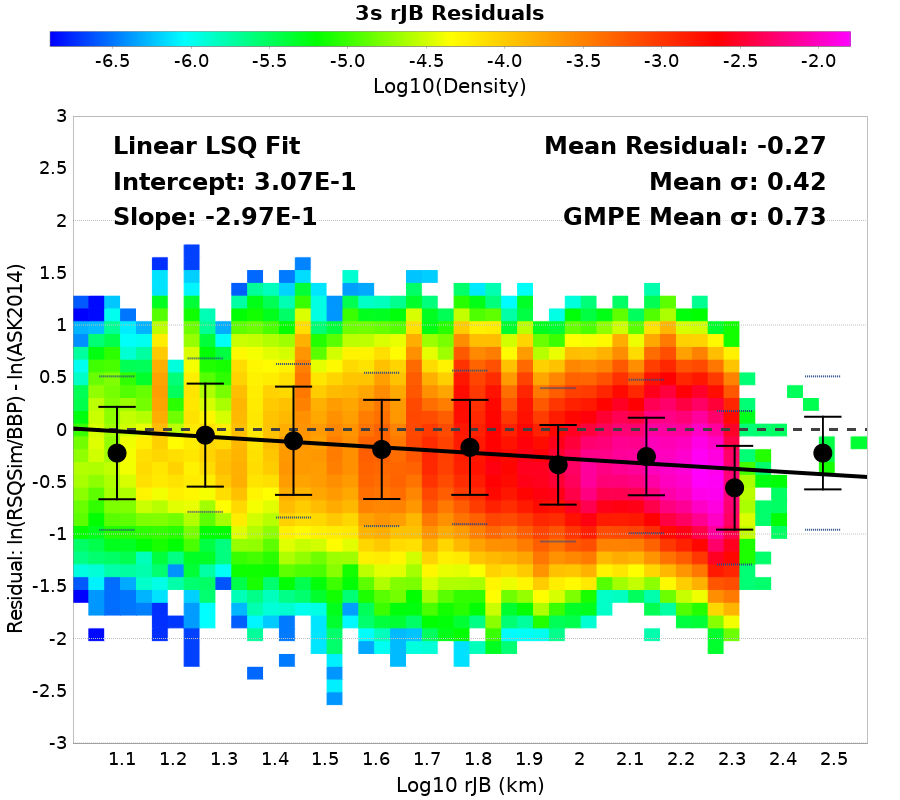 3s rJB Residuals
-6.5 -6.0 -5.5 -5.0 -4.5 -4.0 -3.5 -3.0 -2.5 -2.0
Log10(Density)
Linear LSQ Fit
Intercept: 3.07E-1
Slope: -2.97E-1
Mean Residual: -0.27
Mean σ: 0.42
GMPE Mean σ: 0.73
Residual: ln(RSQSim/BBP) - ln(ASK2014)
3
2.5
2
1.5
1
0.5
0
-0.5
-1
-1.5
-2
-2.5
-3
1.1 1.2 1.3 1.4 1.5 1.6 1.7 1.8 1.9 2 2.1 2.2 2.3 2.4 2.5
Log10 rJB (km)